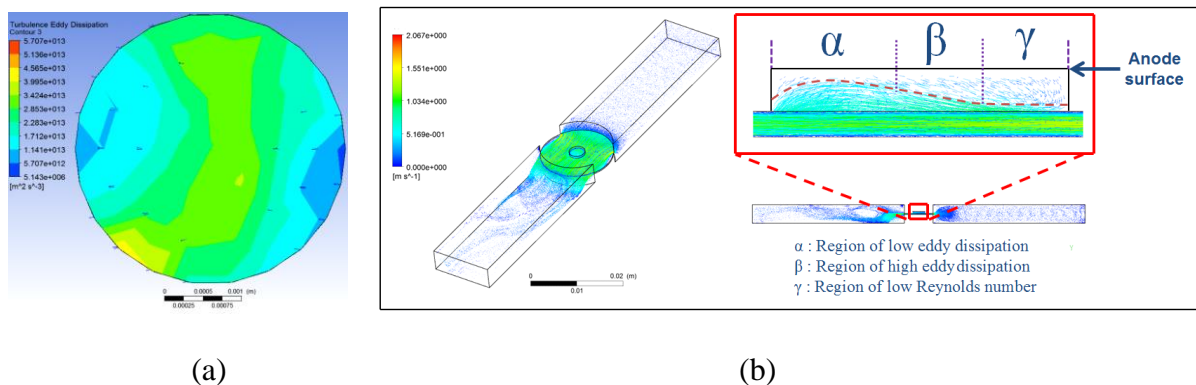 Turbulence Eddy Dissipation
Contour 3
5.707e+013
5.136e+013
4.565e+013
3.995e+013
3.424e+013
2.853e+013
2.283e+013
1.712e+013
1.141e+013
5.707e+012
5.143e+006
[m^2 s^-3]
0 0.0005 0.001 (m)
0.00025 0.00075
(a)
2.067e+000
1.551e+000
1.034e+000
5.169e-001
0.000e+000
[m s^-1]
0 0.02 (m)
0.01
α β γ
Anode
surface
α : Region of low eddy dissipation
β : Region of high eddy dissipation
γ : Region of low Reynolds number
(b)